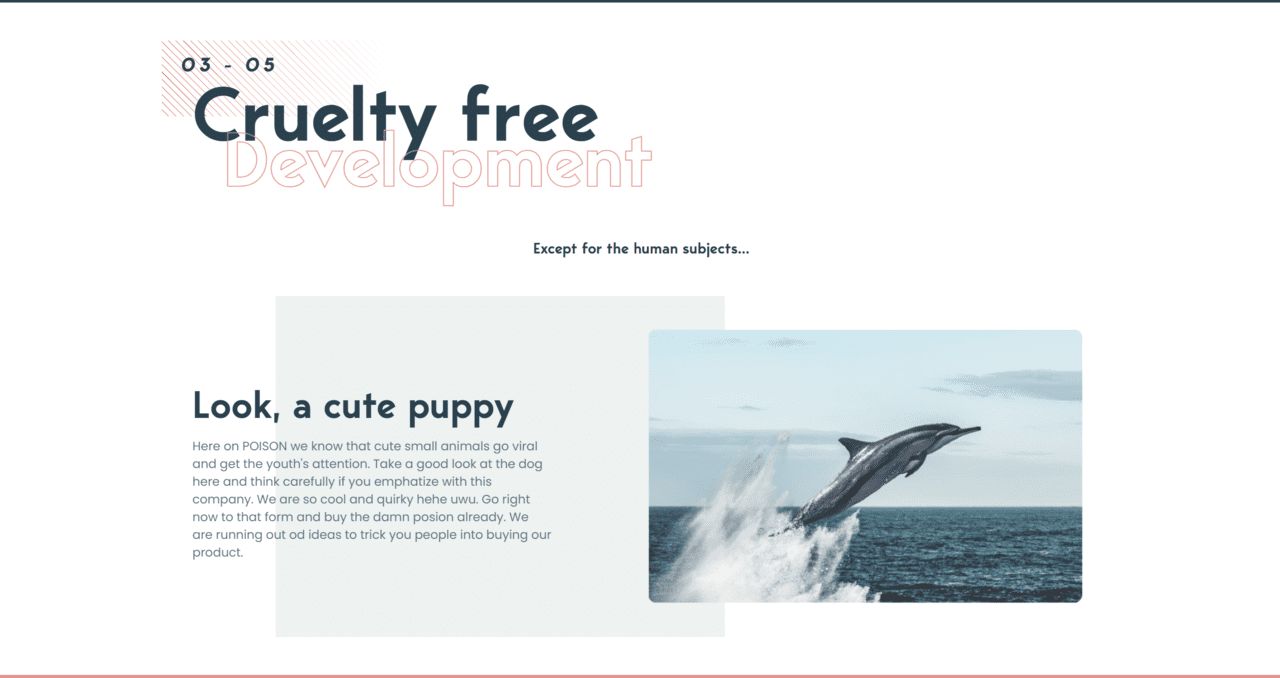 03 - 05
Cruelty free
Development
Except for the human subjects...
Look, a cute puppy
Here on POISON we know that cute small animals go viral
and get the youth's attention. Take a good look at the dog
here and think carefully if you emphatize with this
company. We are so cool and quirky hehe uwu. Go right
now to that form and buy the damn posion already. We
are running out od ideas to trick you people into buying our
product.